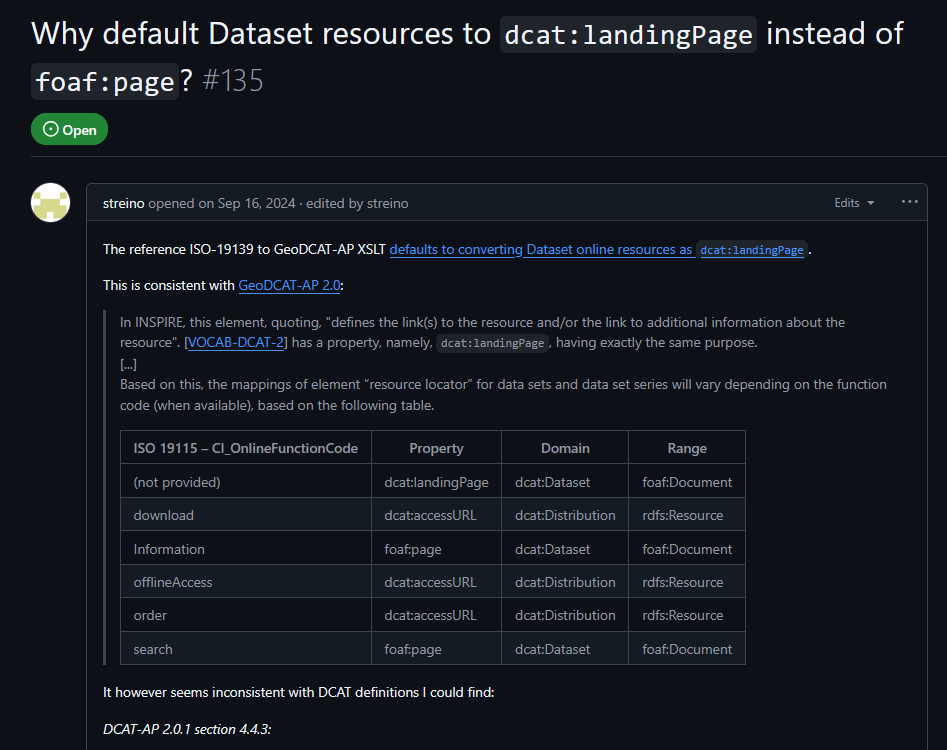 Why default Dataset resources to dcat:landingPage instead of
foaf:page? #135
Open
streino opened on Sep 16, 2024 · edited by streino
Edits
The reference ISO-19139 to GeoDCAT-AP XSLT defaults to converting Dataset online resources as dcat:landingPage.
This is consistent with GeoDCAT-AP 2.0:
In INSPIRE, this element, quoting, "defines the link(s) to the resource and/or the link to additional information about the
resource". [VOCAB-DCAT-2] has a property, namely, dcat:landingPage, having exactly the same purpose.
[...]
Based on this, the mappings of element “resource locator” for data sets and data set series will vary depending on the function
code (when available), based on the following table.
ISO 19115 – CI_OnlineFunctionCode Property Domain Range
(not provided) dcat:landingPage dcat:Dataset foaf:Document
download dcat:accessURL dcat:Distribution rdfs:Resource
Information foaf:page dcat:Dataset foaf:Document
offlineAccess dcat:accessURL dcat:Distribution rdfs:Resource
order dcat:accessURL dcat:Distribution rdfs:Resource
search foaf:page dcat:Dataset foaf:Document
It however seems inconsistent with DCAT definitions I could find:
DCAT-AP 2.0.1 section 4.4.3: